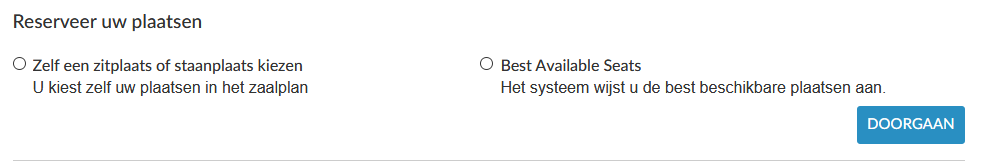 Reserveer uw plaatsen
Zelf een zitplaats of staanplaats kiezen
U kiest zelf uw plaatsen in het zaalplan
Best Available Seats
Het systeem wijst u de best beschikbare plaatsen aan.
DOORGAAN